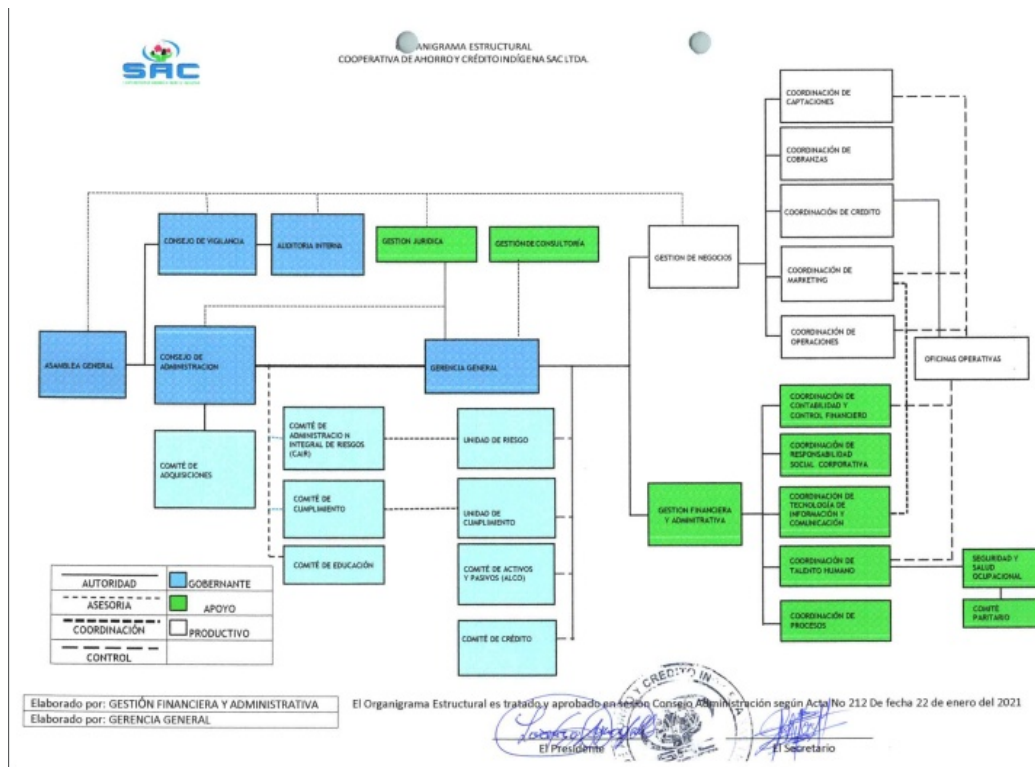 ORGANIGRAMA ESTRUCTURAL
COOPERATIVA DE AHORRO Y CRÉDITO INDÍGENA SAC LTDA.
SAC
COORDINACIÓN DE
CAPTACIONES
COORDINACIÓN DE
COBRANZAS
COORDINACIÓN DE CREDITO
COORDINACIÓN DE
MARKETING
COORDINACIÓN DE
OPERACIONES
CONSEJO DE VIGILANCIA
AUDITORIA INTERNA
GESTION JURIDICA
GESTIÓN DE CONSULTORÍA
GESTION DE NEGOCIOS
ASAMBLEA GENERAL
CONSEJO DE
ADMINISTRACION
GERENCIA GENERAL
OFICINAS OPERATIVAS
COMITÉ DE
ADQUISICIONES
COMITÉ DE
ADMINISTRACIO N
INTEGRAL DE RIESGOS
(CAIR)
UNIDAD DE RIESGO
COMITÉ DE
CUMPLIMIENTO
UNIDAD DE
CUMPLIMIENTO
COMITÉ DE EDUCACIÓN
COMITÉ DE ACTIVOS
Y PASIVOS (ALCO)
COMITÉ DE CRÉDITO
GESTION FINANCIERA
Y ADMINISTRATIVA
COORDINACIÓN DE
CONTABILIDAD Y
CONTROL FINANCIERO
COORDINACIÓN DE
RESPONSABILIDAD
SOCIAL CORPORATIVA
COORDINACIÓN DE
TECNOLOGÍA DE
INFORMACIÓN Y
COMUNICACIÓN
COORDINACIÓN DE
TALENTO HUMANO
COORDINACIÓN DE
PROCESOS
SEGURIDAD Y
SALUD
OCUPACIONAL
COMITÉ
PARITARIO
AUTORIDAD GOBERNANTE
ASESORIA APOYO
COORDINACIÓN PRODUCTIVO
CONTROL
Elaborado por: GESTIÓN FINANCIERA Y ADMINISTRATIVA
Elaborado por: GERENCIA GENERAL
El Organigrama Estructural es tratado y aprobado en sesión Consejo Administración según Acta No 212 De fecha 22 de enero del 2021
El Presidente El Secretario